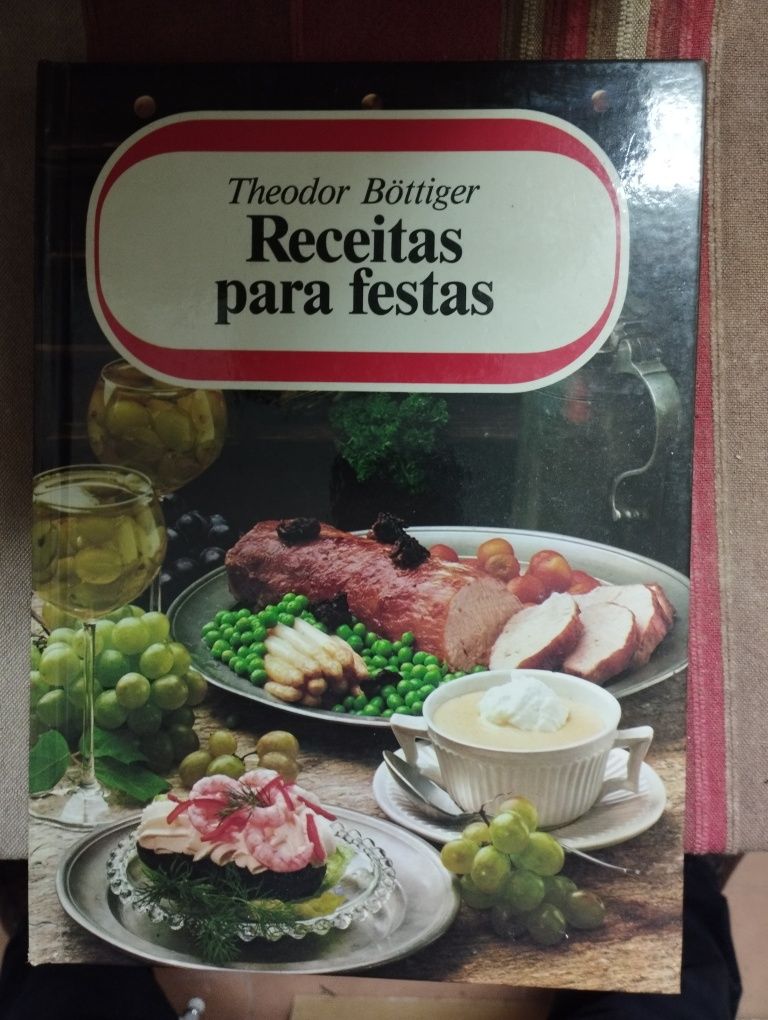 Theodor Böttiger
Receitas
para festas